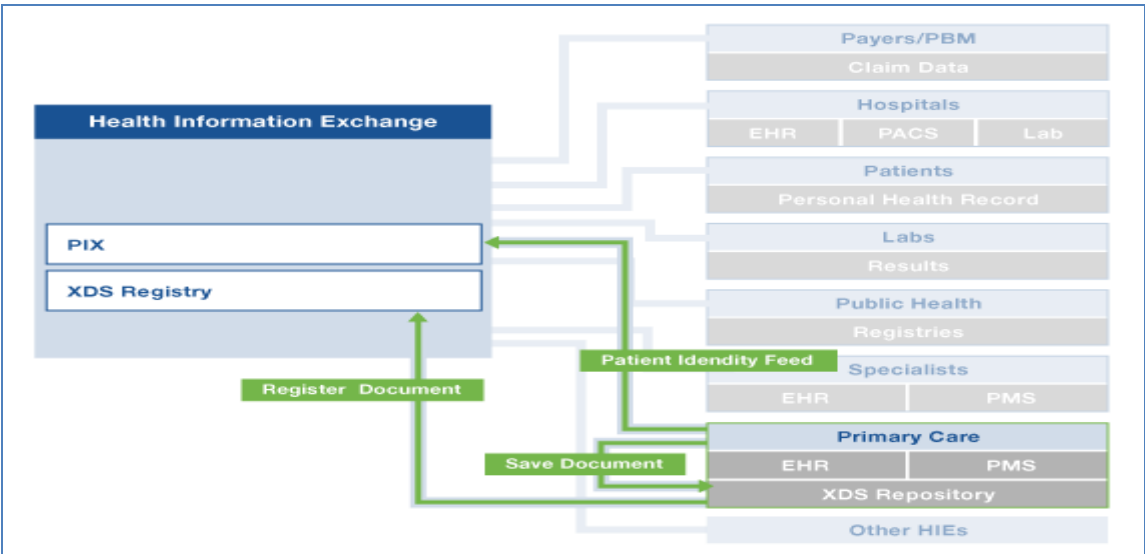 Health Information Exchange
PIX
XDS Registry
Register Document
Patient Idendity Feed
Save Document
Payers/PBM
Claim Data
Hospitals
EHR PACS Lab
Patients
Personal Health Record
Labs
Results
Public Health
Registries
Specialists
EHR PMS
Primary Care
EHR PMS
XDS Repository
Other HIEs